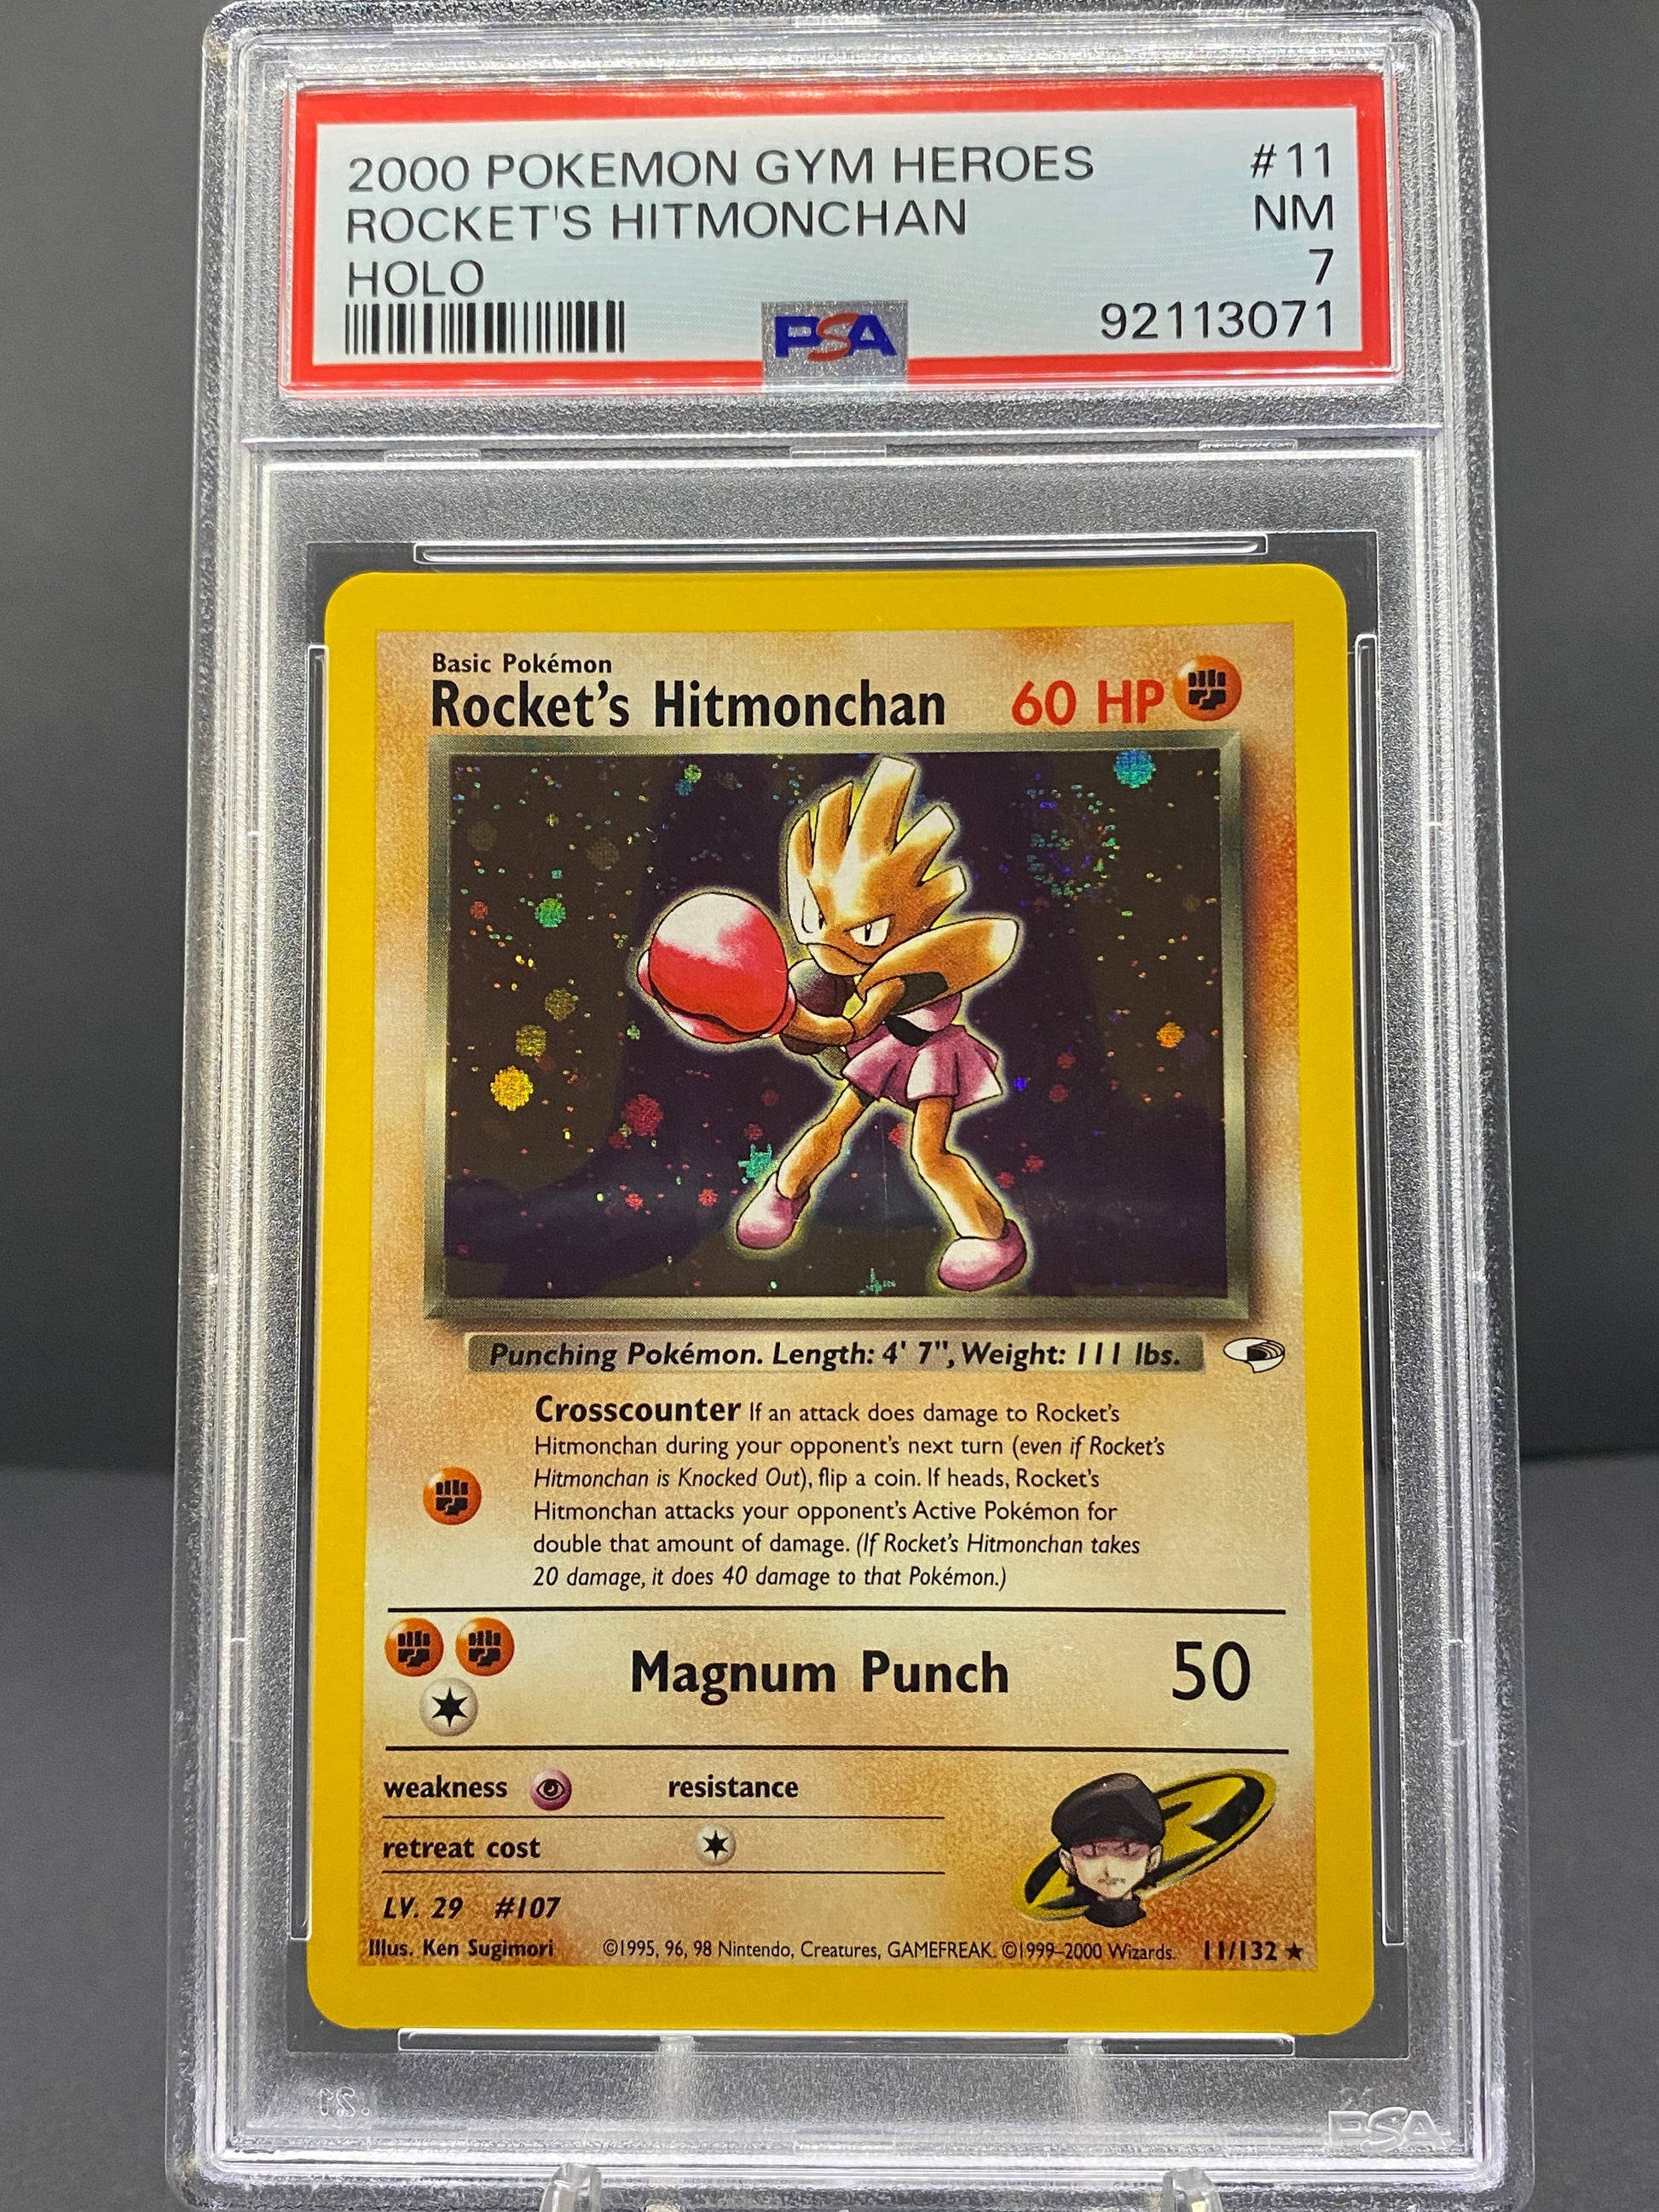 2000 POKEMON GYM HEROES #11
ROCKET'S HITMONCHAN NM
HOLO 7
PSA 92113071
Basic Pokémon
Rocket's Hitmonchan 60 HP
Punching Pokémon. Length: 4' 7", Weight: 111 lbs.
Crosscounter If an attack does damage to Rocket's
Hitmonchan during your opponent's next turn (even if Rocket's
Hitmonchan is Knocked Out), flip a coin. If heads, Rocket's
Hitmonchan attacks your opponent's Active Pokémon for
double that amount of damage. (If Rocket's Hitmonchan takes
20 damage, it does 40 damage to that Pokémon.)
Magnum Punch 50
weakness resistance
retreat cost
LV. 29 #107
Illus. Ken Sugimori ©1995, 96, 98 Nintendo, Creatures, GAMEFREAK. ©1999–2000 Wizards. 11/132 ★
PSA